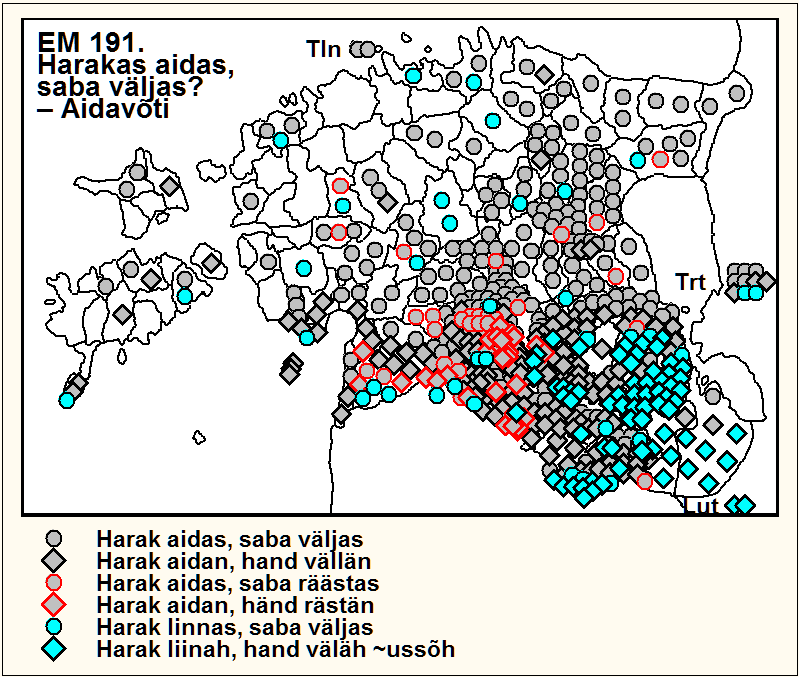 EM 191.
Harakas aidas,
saba väljas?
– Aidavõti
Tln
Trt
Lut
Harak aidas, saba väljas
Harak aidan, hand vällän
Harak aidas, saba räästas
Harak aidan, händ rästän
Harak linnas, saba väljas
Harak liinah, hand väläh ~ussõh